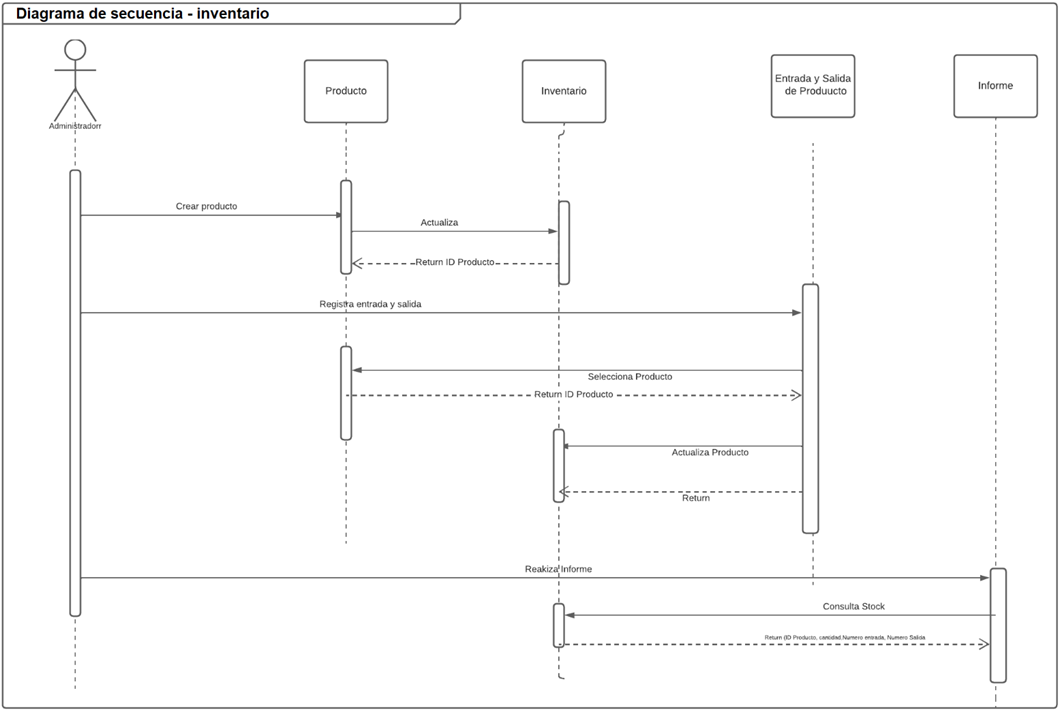 Diagrama de secuencia - inventario
Administradorr
Producto
Inventario
Entrada y Salida
de Produucto
Informe
Crear producto
Actualiza
Return ID Producto
Registra entrada y salida
Selecciona Producto
Return ID Producto
Actualiza Producto
Return
Reakiza Informe
Consulta Stock
Return (ID Producto, cantidad,Numero entrada, Numero Salida